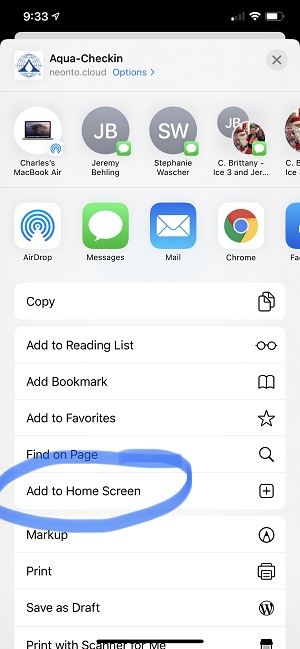 9:33
Aqua-Checkin
neonto.cloud Options >
JB
SW
JB
Charles's
MacBook Air
Jeremy
Behling
Stephanie
Wascher
C. Brittany -
Ice 3 and Jer...
C. B
Ice 3
AirDrop
Messages
Mail
Chrome
Fac
Copy
Add to Reading List
Add Bookmark
Add to Favorites
Find on Page
Add to Home Screen
Markup
Print
Save as Draft
Print with Scanner for Me